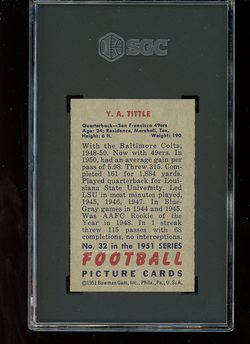 SGC
Y. A. TITTLE
Quarterback—San Francisco 49ers
Age: 24; Residence, Marshall, Tex.
Height: 6 ft. Weight: 190
With the Baltimore Colts,
1948-50. Now with 49ers. In
1950, had an average gain per
pass of 5.98. Threw 315. Com-
pleted 161 for 1,884 yards.
Played quarterback for Loui-
siana State University. Led
LSU in most minutes played,
1945, 1946, 1947. In Blue-
Gray games in 1944 and 1945.
Was AAFC Rookie of the
Year in 1948. In 1 streak
threw 115 passes with 68
completions, no interceptions.
No. 32 in the 1951 SERIES
FOOTBALL
PICTURE CARDS
©1951 Bowman Gum, Inc., Phila., Pa., U.S.A.